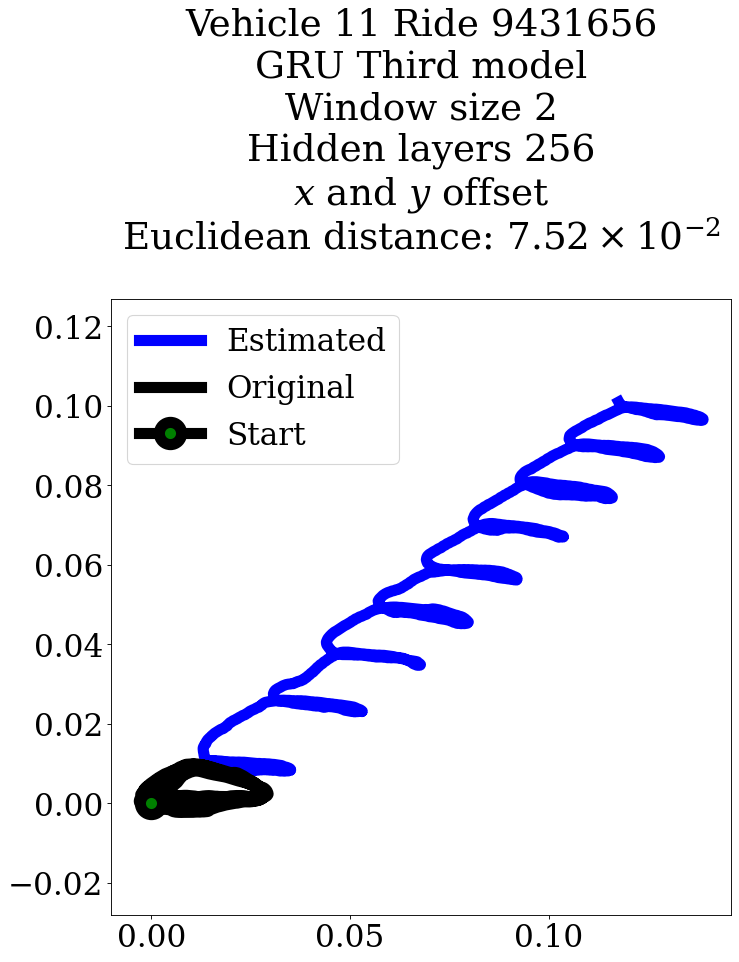 Vehicle 11 Ride 9431656
GRU Third model
Window size 2
Hidden layers 256
x and y offset
Euclidean distance: 7.52 × 10⁻²
Estimated
Original
Start
0.12
0.10
0.08
0.06
0.04
0.02
0.00
−0.02
0.00 0.05 0.10